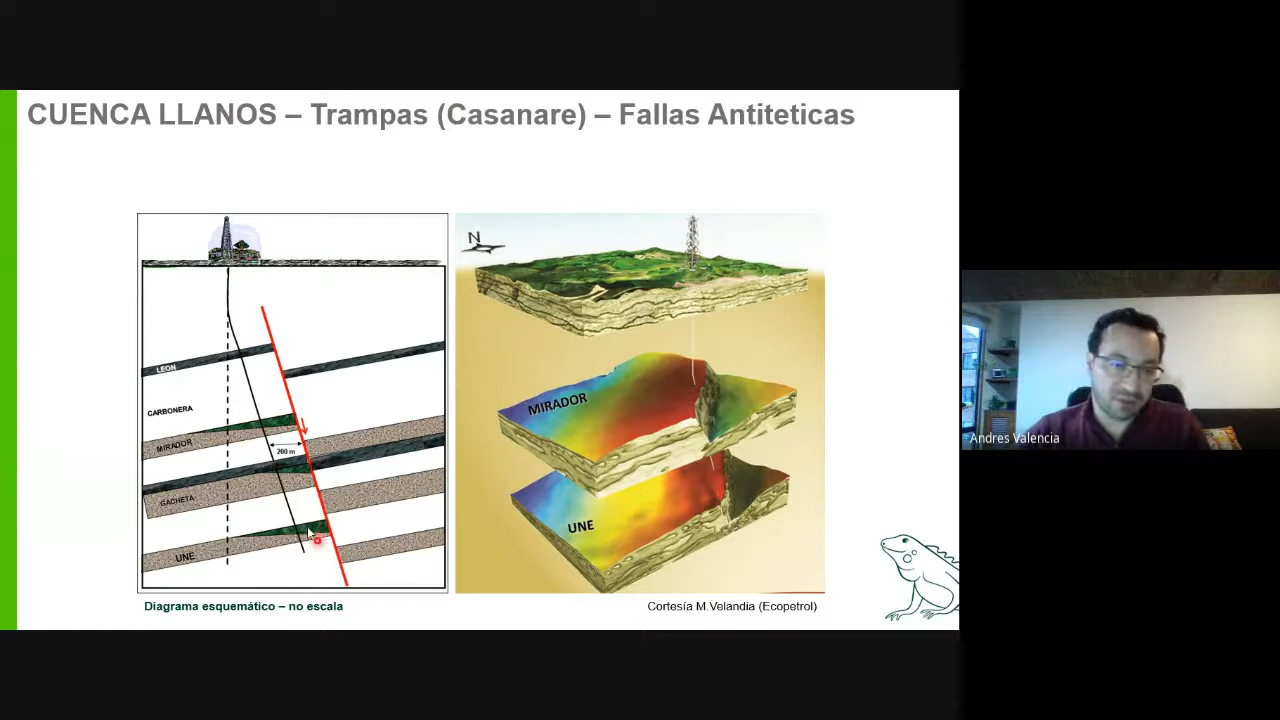 CUENCA LLANOS – Trampas (Casanare) – Fallas Antiteticas
LEON
CARBONERA
MIRADOR
200 m
GACHETA
UNE
N
MIRADOR
UNE
Diagrama esquemático – no escala
Cortesía M.Velandia (Ecopetrol)
Andres Valencia